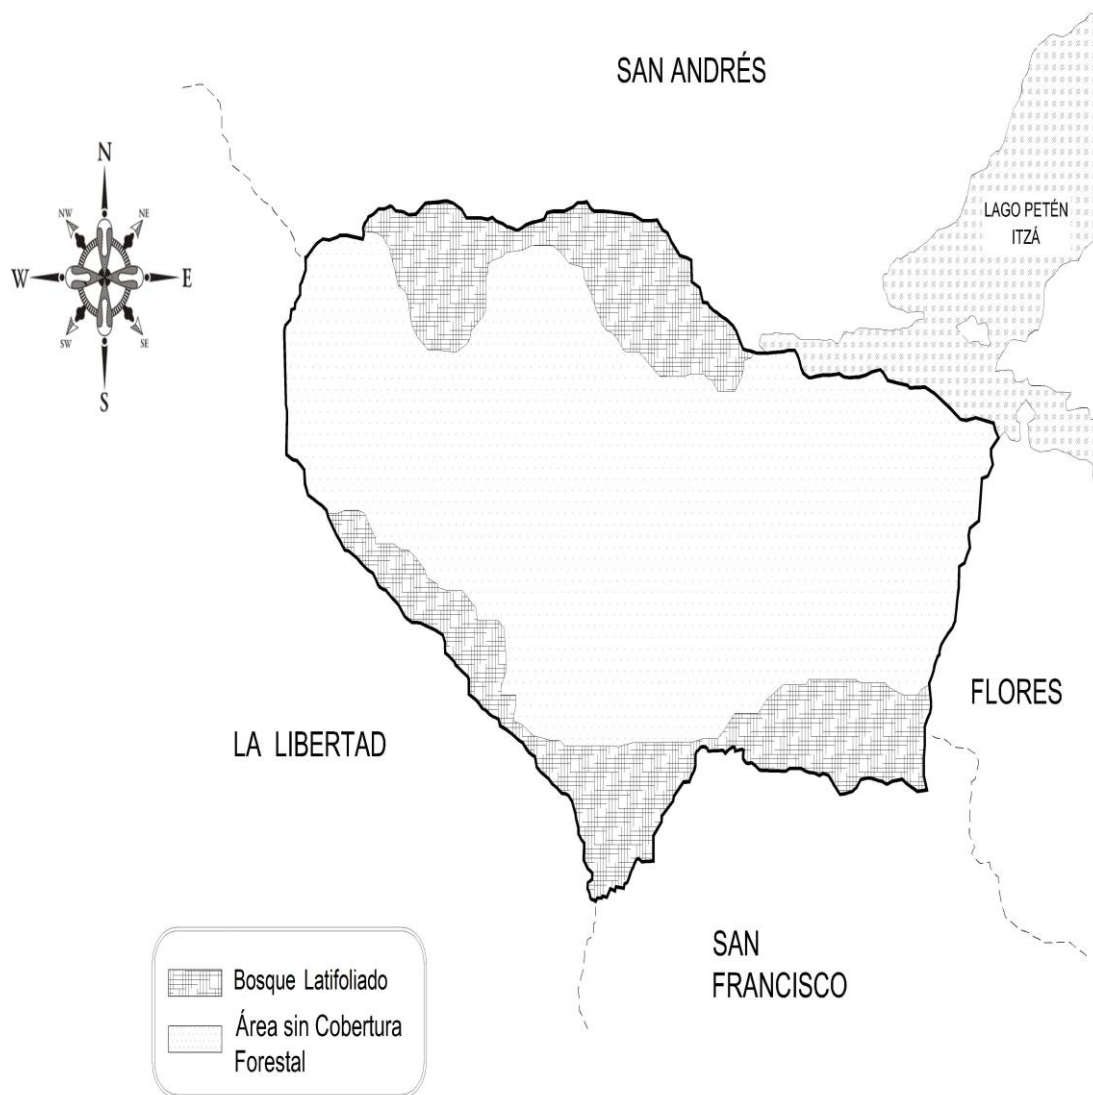 SAN ANDRÉS
N
NW
NE
LAGO PETÉN
ITZÁ
W
E
SW
SE
S
FLORES
LA LIBERTAD
SAN
FRANCISCO
Bosque Latifoliado
Área sin Cobertura
Forestal